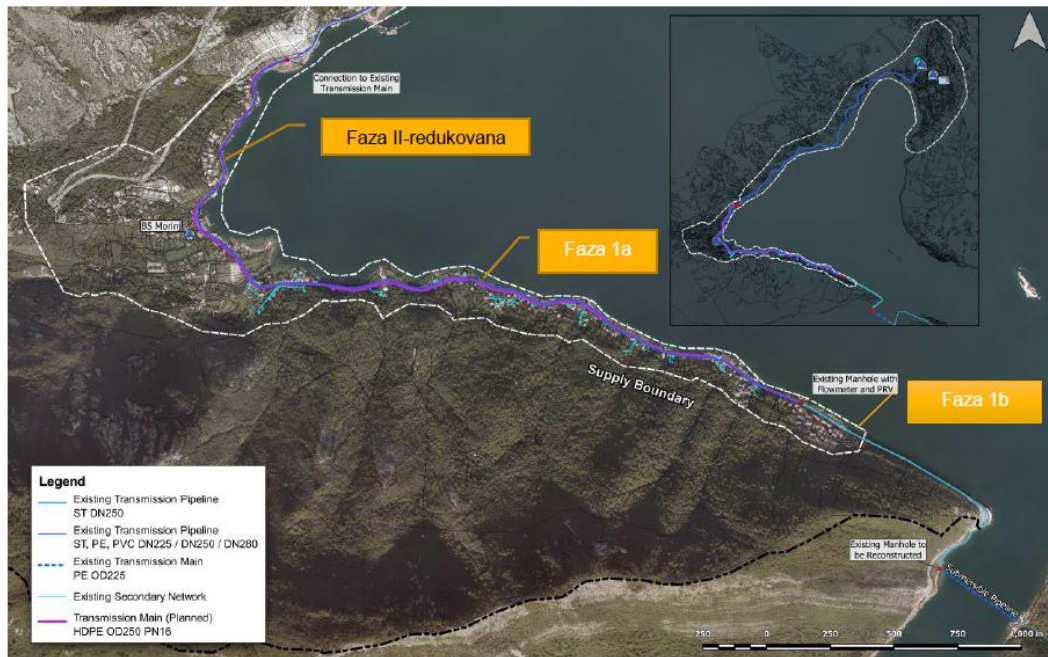 Connection to Existing
Transmission Main
Faza II-redukovana
BS Morinj
Faza 1a
Supply Boundary
Existing Manhole with
Flowmeter and PRV
Faza 1b
Legend
Existing Transmission Pipeline
ST DN250
Existing Transmission Pipeline
ST, PE, PVC DN225 / DN250 / DN280
Existing Transmission Main
PE OD225
Existing Secondary Network
Transmission Main (Planned)
HDPE OD250 PN16
Existing Manhole to
be Reconstructed
Submersible Pipeline
250 0 250 500 750 1,000 m